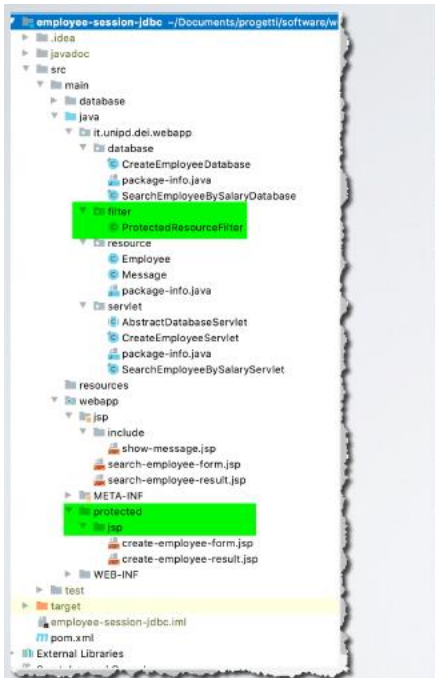 employee-session-jdbc ~/Documents/progetti/software/w
.idea
javadoc
src
main
database
java
it.unipd.dei.webapp
database
CreateEmployeeDatabase
package-info.java
SearchEmployeeBySalaryDatabase
filter
ProtectedResourceFilter
resource
Employee
Message
package-info.java
servlet
AbstractDatabaseServlet
CreateEmployeeServlet
package-info.java
SearchEmployeeBySalaryServlet
resources
webapp
jsp
include
show-message.jsp
search-employee-form.jsp
search-employee-result.jsp
META-INF
protected
jsp
create-employee-form.jsp
create-employee-result.jsp
WEB-INF
test
target
employee-session-jdbc.iml
pom.xml
External Libraries